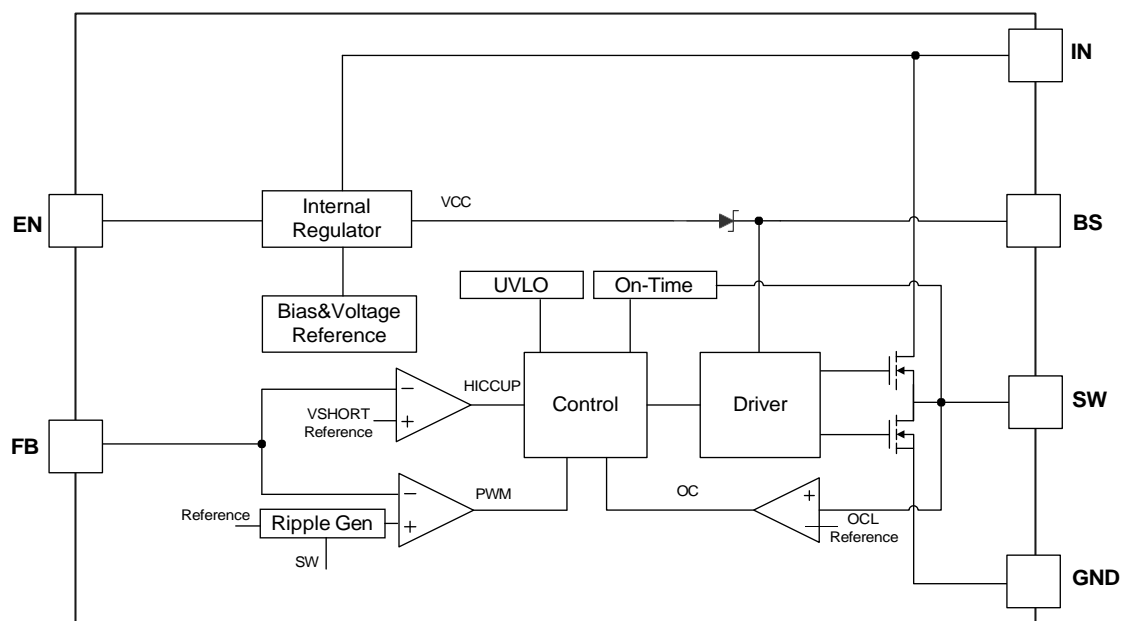 IN
EN
Internal
Regulator
VCC
BS
UVLO
On-Time
Bias&Voltage
Reference
HICCUP
VSHORT
Reference
Control
Driver
SW
FB
PWM
OC
Reference
Ripple Gen
SW
OCL
Reference
GND
− 
+
−
+
+